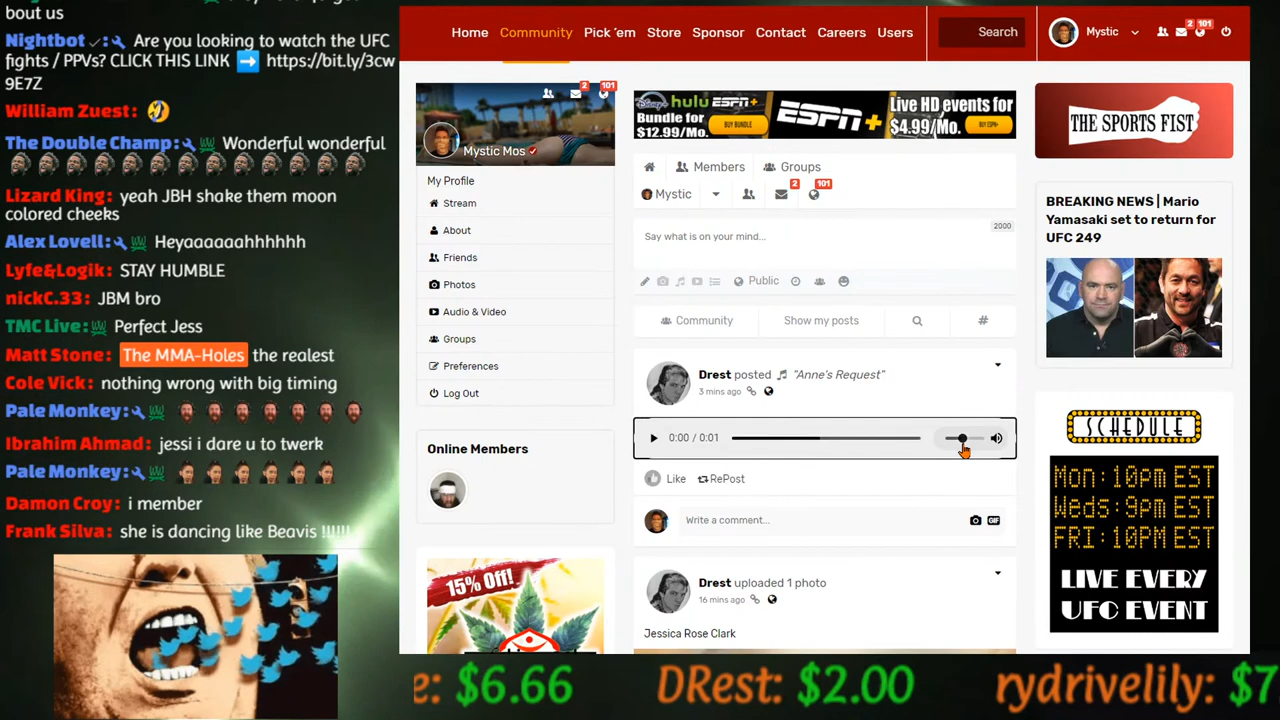 bout us
Nightbot : Are you looking to watch the UFC
fights / PPVs? CLICK THIS LINK ➡️ https://bit.ly/3cw
9E7Z
William Zuest: 🤣
The Double Champ: Wonderful wonderful
Lizard King: yeah JBH shake them moon
colored cheeks
Alex Lovell: Heyaaaaaahhhhhh
Lyfe&Logik: STAY HUMBLE
nickC.33: JBM bro
TMC Live: Perfect Jess
Matt Stone: The MMA-Holes the realest
Cole Vick: nothing wrong with big timing
Pale Monkey:
Ibrahim Ahmad: jessi i dare u to twerk
Pale Monkey:
Damon Croy: i member
Frank Silva: she is dancing like Beavis !!!!!!
Home Community Pick 'em Store Sponsor Contact Careers Users
Search
Mystic
2 101
2 101
Mystic Mos
My Profile
Stream
About
Friends
Photos
Audio & Video
Groups
Preferences
Log Out
Online Members
15% Off!
Disney+ hulu ESPN+
Bundle for
$12.99/Mo.
BUY BUNDLE
ESPN+
Live HD events for
$4.99/Mo.
BUY ESPN+
Members Groups
Mystic 2 101
Say what is on your mind...
2000
Public
Community Show my posts #
Drest posted "Anne's Request"
3 mins ago
0:00 / 0:01
Like RePost
Write a comment...
GIF
Drest uploaded 1 photo
16 mins ago
Jessica Rose Clark
THE SPORTS FIST
BREAKING NEWS | Mario
Yamasaki set to return for
UFC 249
SCHEDULE
Mon:10pm EST
Weds:9pm EST
FRI:10PM EST
LIVE EVERY
UFC EVENT
e: $6.66 DRest: $2.00 rydrivelily: $7